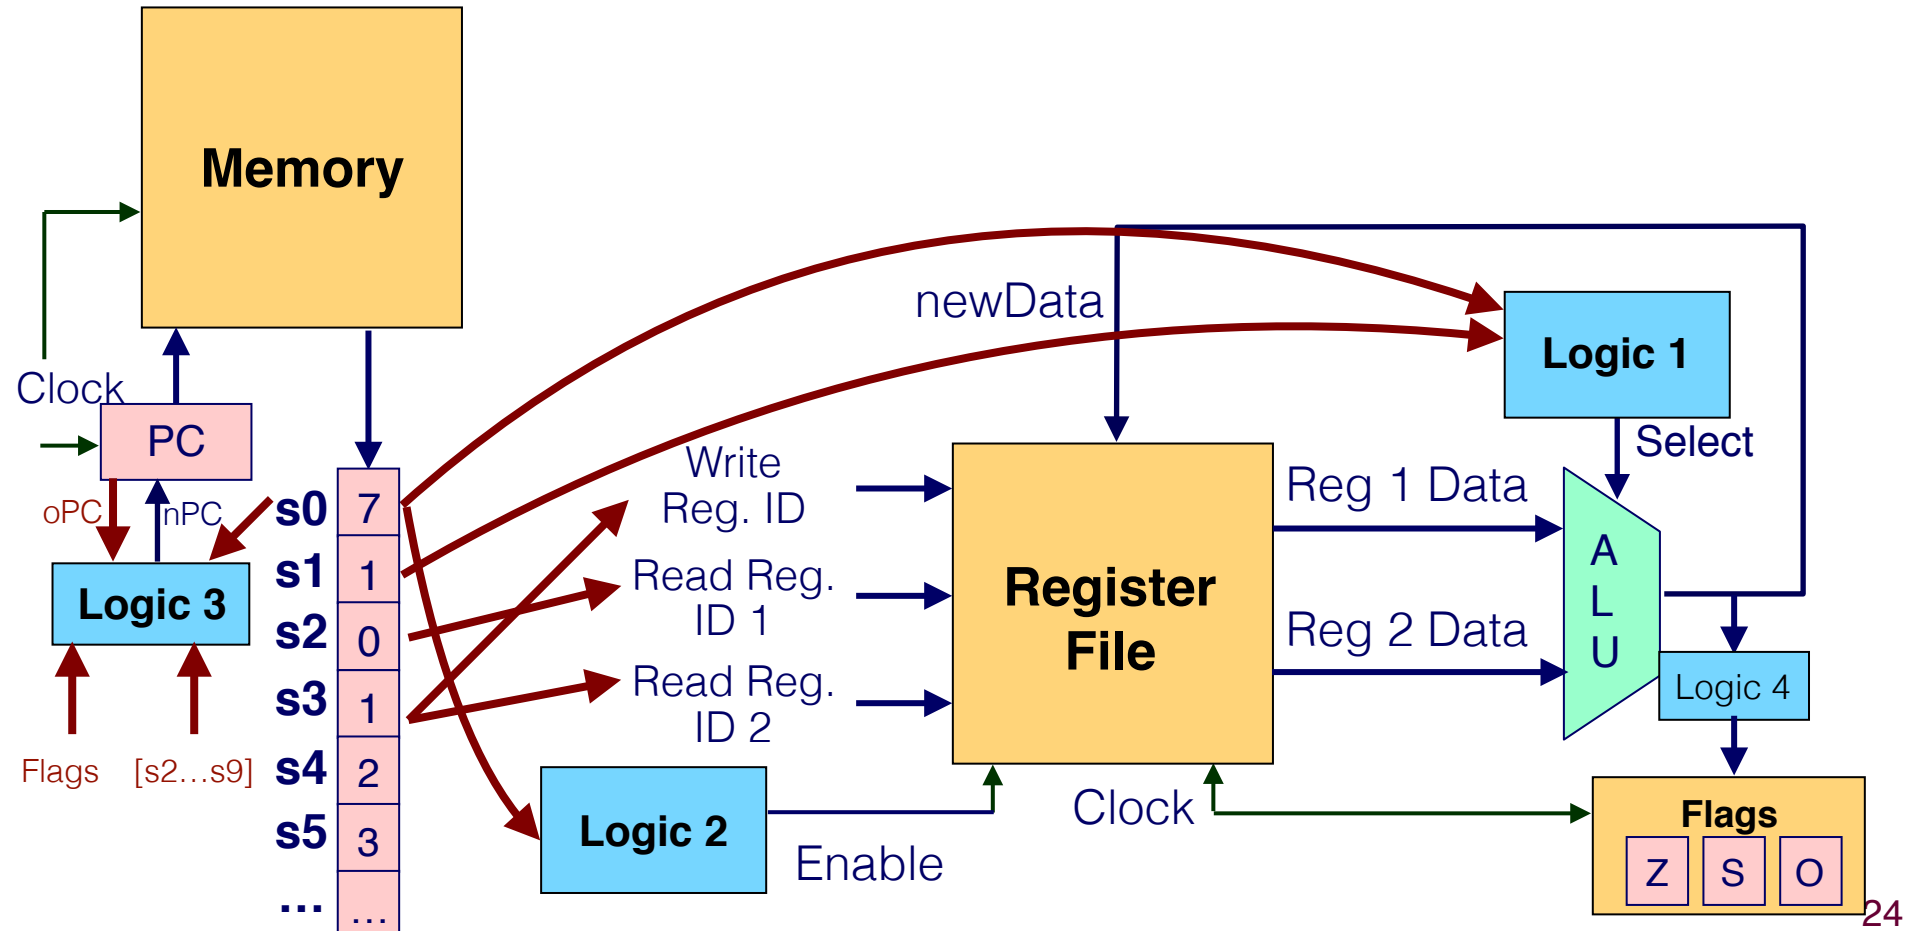 Memory
newData
Logic 1
Clock
PC
Select
Write
Reg. ID
Reg 1 Data
oPC
nPC
s0 7
s1 1
s2 0
s3 1
s4 2
s5 3
... ...
Logic 3
Read Reg.
ID 1
Read Reg.
ID 2
Register
File
A
L
U
Reg 2 Data
Logic 4
Flags
[s2...s9]
Logic 2
Enable
Clock
Flags
Z S O
24